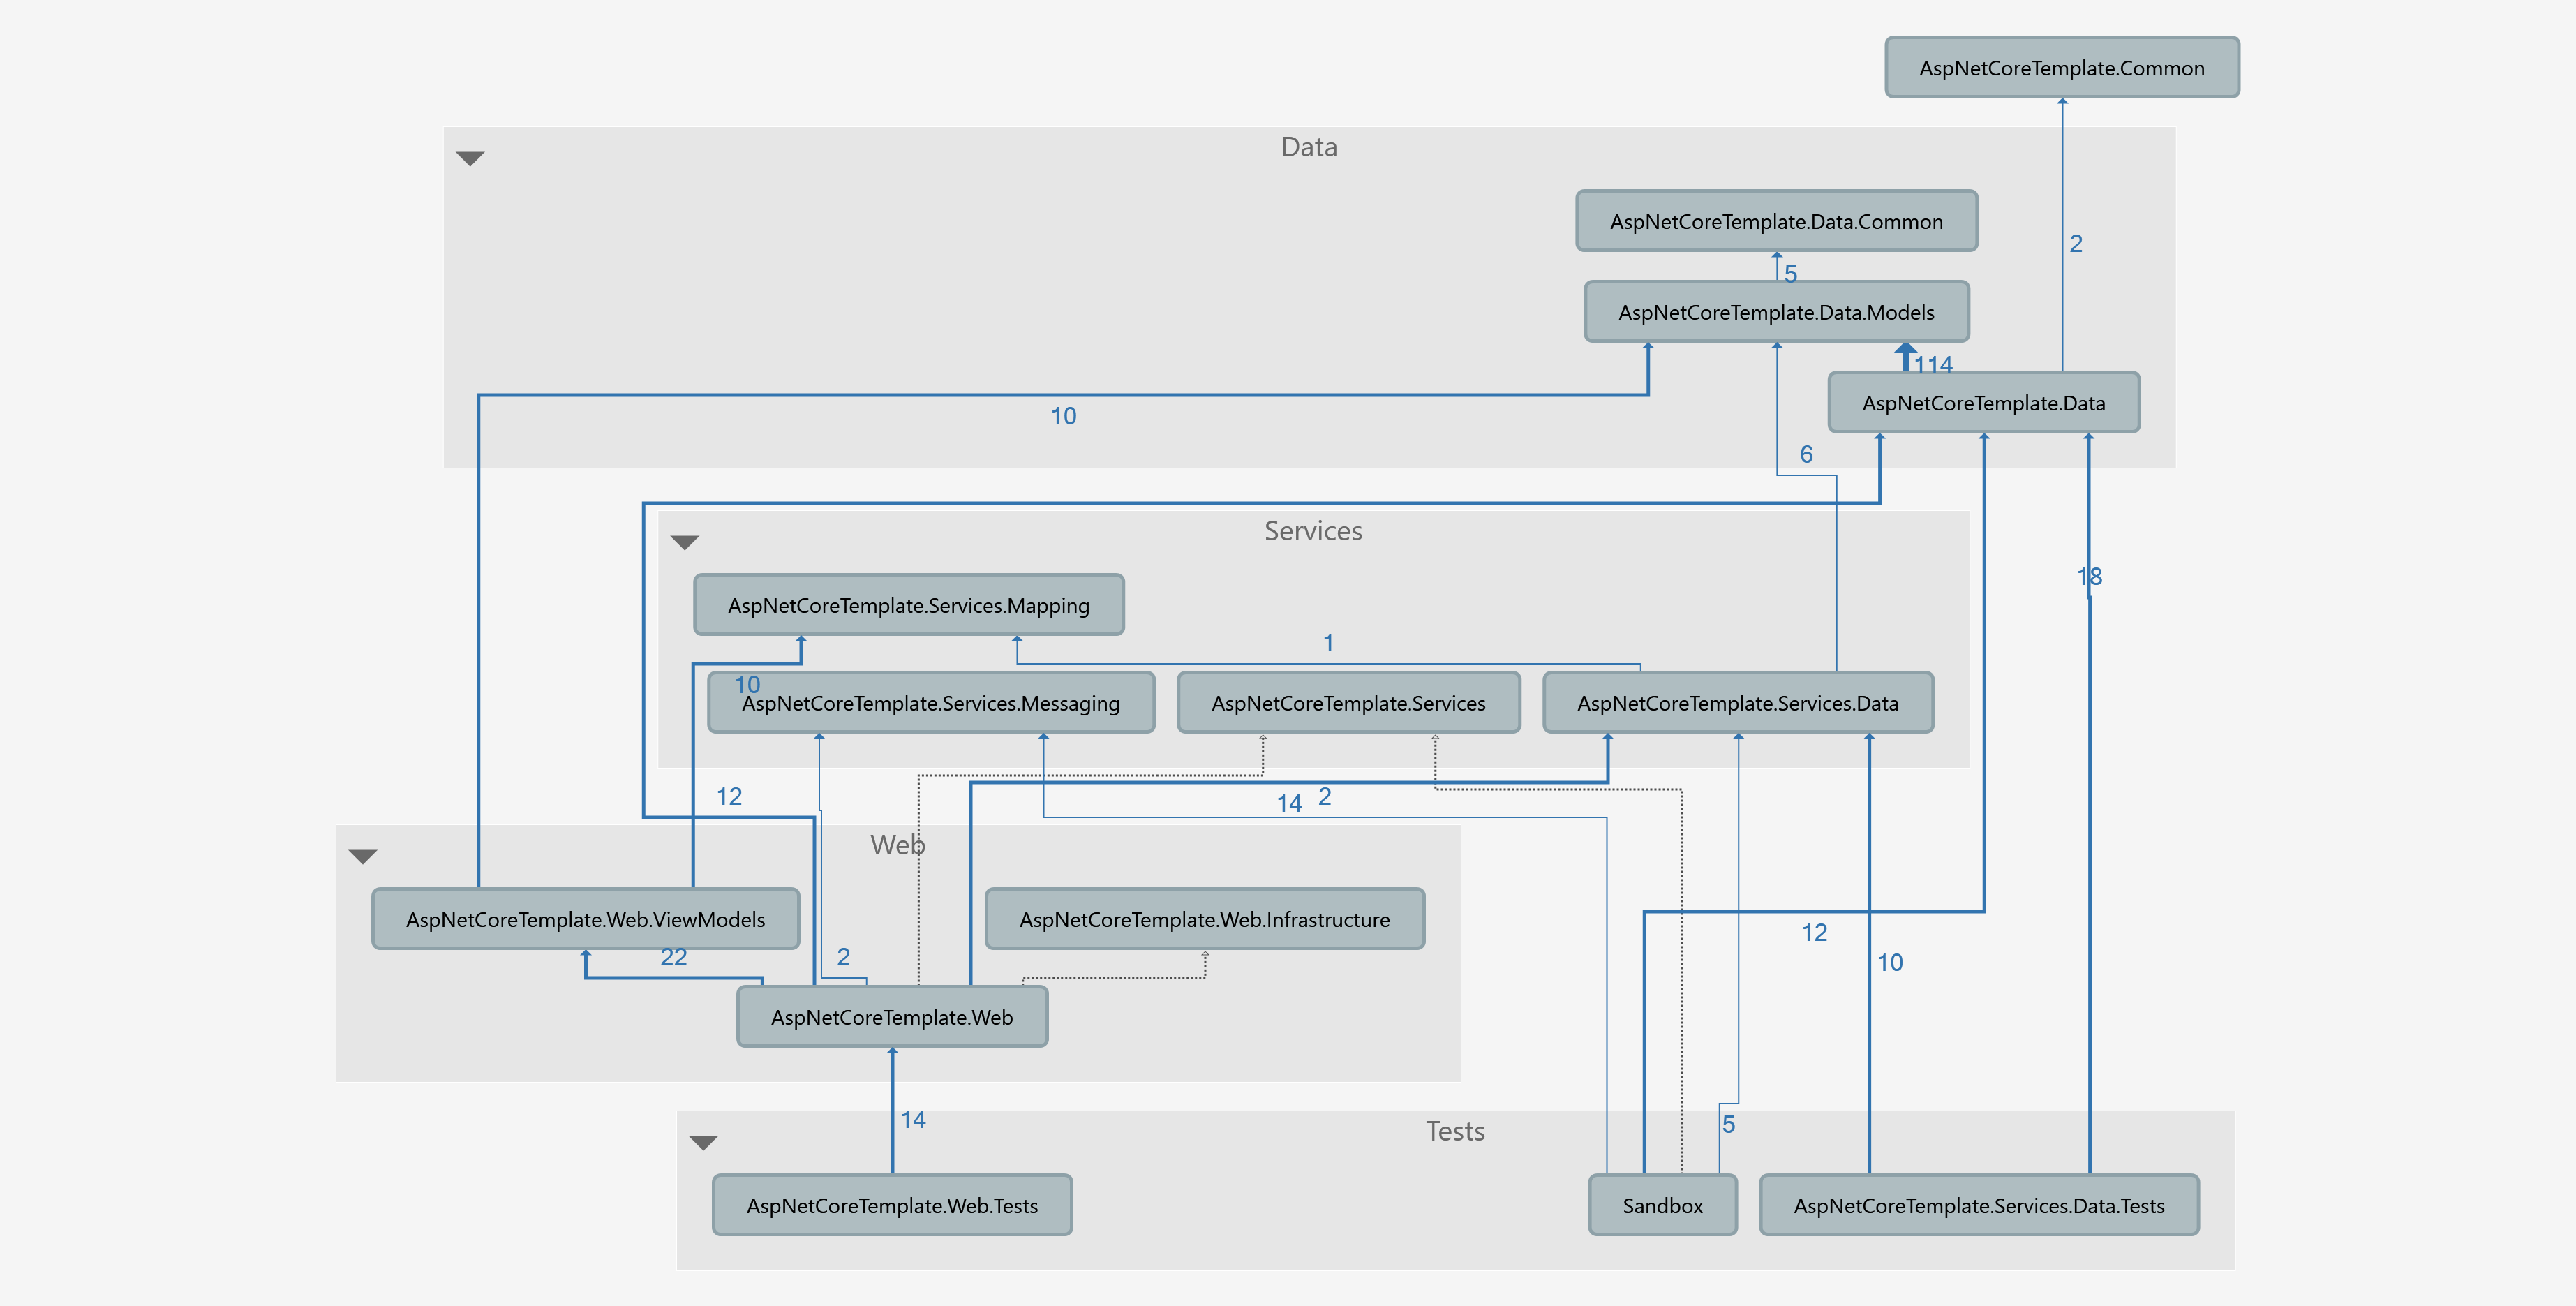 AspNetCoreTemplate.Common
Data
AspNetCoreTemplate.Data.Common
2
5
AspNetCoreTemplate.Data.Models
114
AspNetCoreTemplate.Data
10
6
Services
18
AspNetCoreTemplate.Services.Mapping
1
10
AspNetCoreTemplate.Services.Messaging
AspNetCoreTemplate.Services
AspNetCoreTemplate.Services.Data
12
14
2
Web
AspNetCoreTemplate.Web.ViewModels
AspNetCoreTemplate.Web.Infrastructure
12
22
2
10
AspNetCoreTemplate.Web
14
5
Tests
AspNetCoreTemplate.Web.Tests
Sandbox
AspNetCoreTemplate.Services.Data.Tests